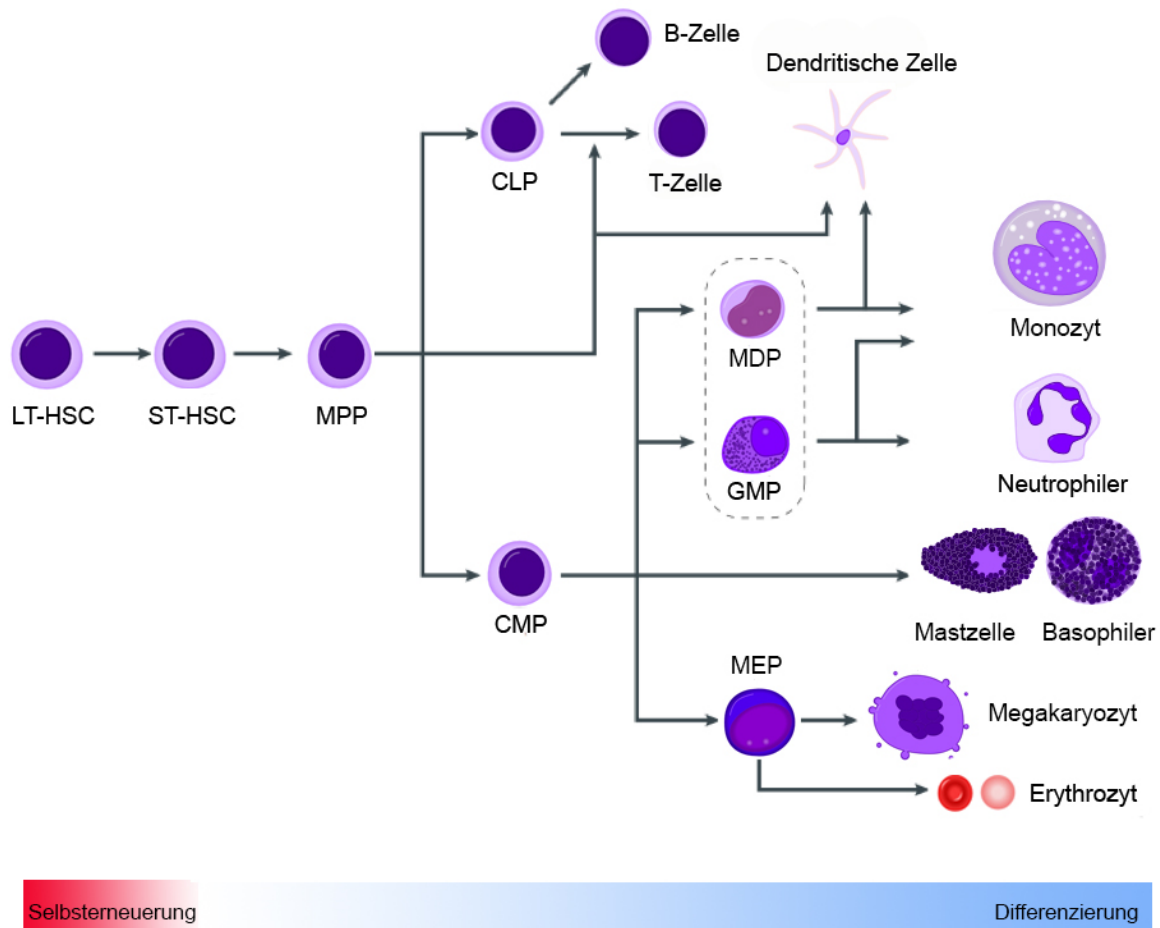 B-Zelle
Dendritische Zelle
CLP
T-Zelle
Monozyt
MDP
LT-HSC
ST-HSC
MPP
GMP
Neutrophiler
CMP
Mastzelle
Basophiler
MEP
Megakaryozyt
Erythrozyt
Selbsterneuerung
Differenzierung